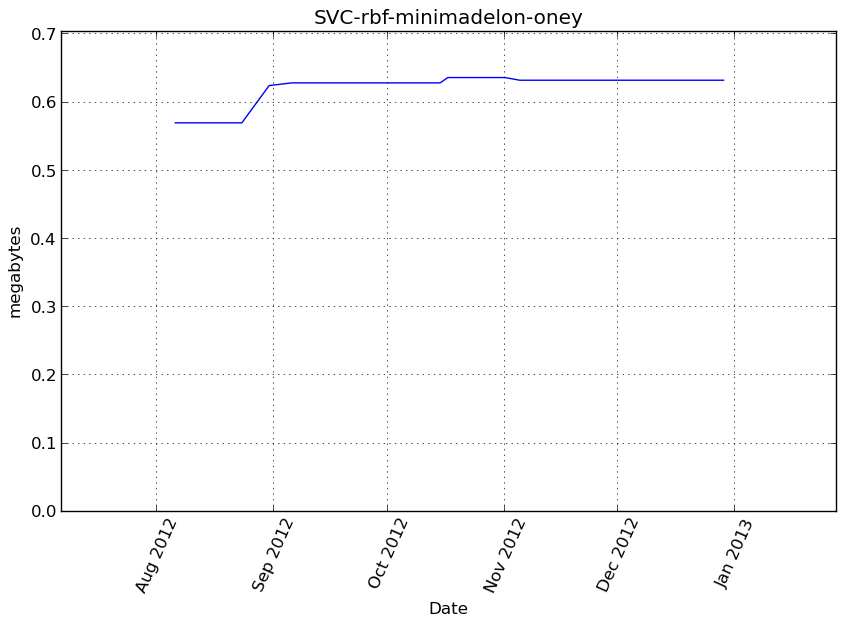 SVC-rbf-minimadelon-oney
0.7
0.6
0.5
0.4
0.3
0.2
0.1
0.0
megabytes
Aug 2012
Sep 2012
Oct 2012
Nov 2012
Dec 2012
Jan 2013
Date